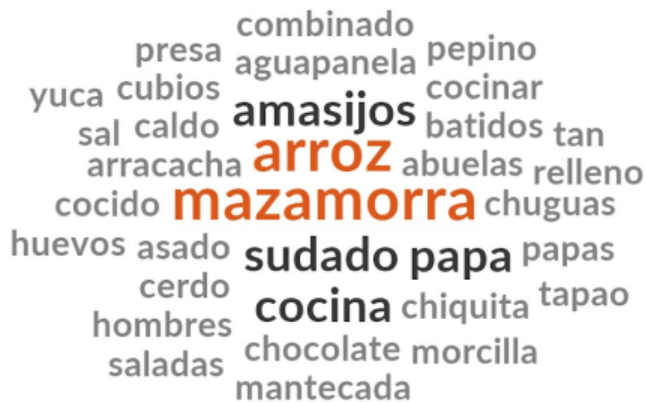 combinado
presa aguapanela pepino
yuca cubios amasijos cocinar
sal caldo arroz batidos tan
arracacha abuelas relleno
cocido mazamorra chuguas
huevos asado sudado papa papas
cerdo cocina chiquita tapao
hombres chocolate morcilla
saladas mantecada